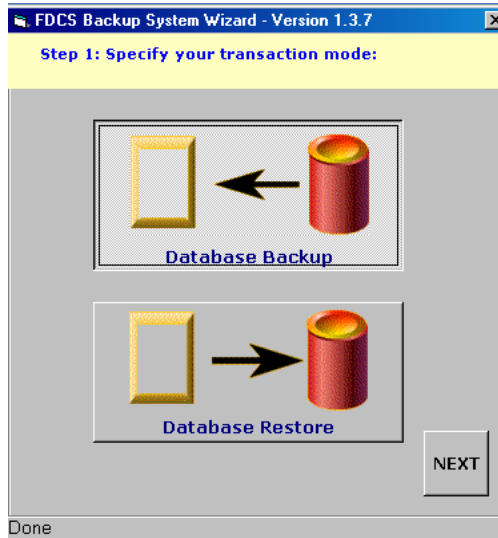 FDCS Backup System Wizard - Version 1.3.7
Step 1: Specify your transaction mode:
Database Backup
Database Restore
NEXT
Done